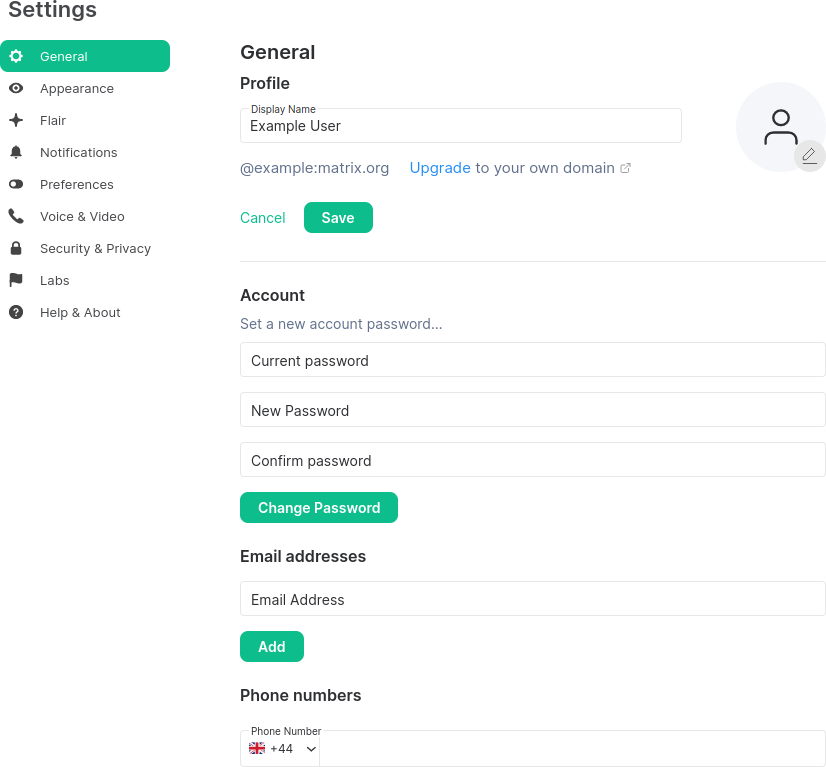 Settings
General
Appearance
Flair
Notifications
Preferences
Voice & Video
Security & Privacy
Labs
Help & About
General
Profile
Display Name
Example User
@example:matrix.org Upgrade to your own domain
Cancel Save
Account
Set a new account password...
Current password
New Password
Confirm password
Change Password
Email addresses
Email Address
Add
Phone numbers
Phone Number
+44